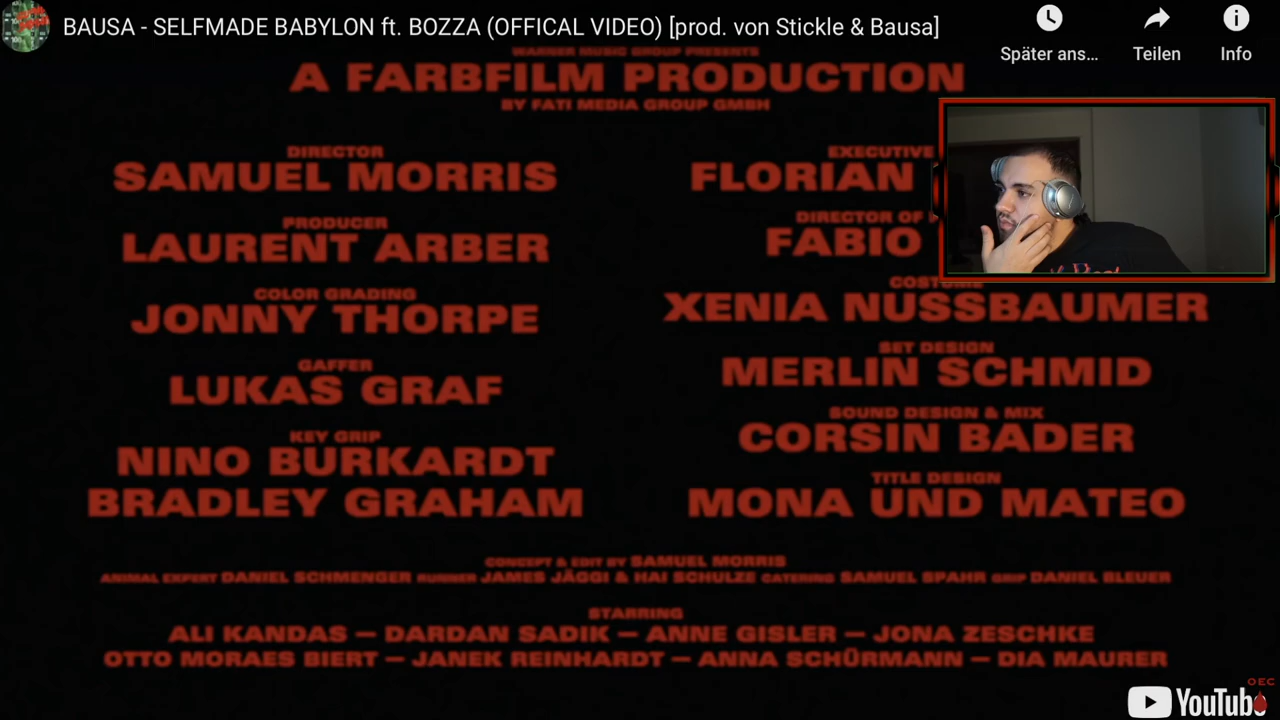 BAUSA - SELFMADE BABYLON ft. BOZZA (OFFICAL VIDEO) [prod. von Stickle & Bausa]
Später ans...
Teilen
Info
WARNER MUSIC GROUP PRESENTS
A FARBFILM PRODUCTION
BY FATI MEDIA GROUP GMBH
DIRECTOR
SAMUEL MORRIS
PRODUCER
LAURENT ARBER
COLOR GRADING
JONNY THORPE
GAFFER
LUKAS GRAF
KEY GRIP
NINO BURKARDT
BRADLEY GRAHAM
EXECUTIVE
FLORIAN
DIRECTOR OF
FABIO
COSTUME
XENIA NUSSBAUMER
SET DESIGN
MERLIN SCHMID
SOUND DESIGN & MIX
CORSIN BADER
TITLE DESIGN
MONA UND MATEO
CONCEPT & EDIT BY SAMUEL MORRIS
ANIMAL EXPERT DANIEL SCHMENGER RUNNER JAMES JÄGGI & HAI SCHULZE CATERING SAMUEL SPAHR GRIP DANIEL BLEUER
STARRING
ALI KANDAS – DARDAN SADIK – ANNE GISLER – JONA ZESCHKE
OTTO MORAES BIERT – JANEK REINHARDT – ANNA SCHÜRMANN – DIA MAURER
OEC
YouTube